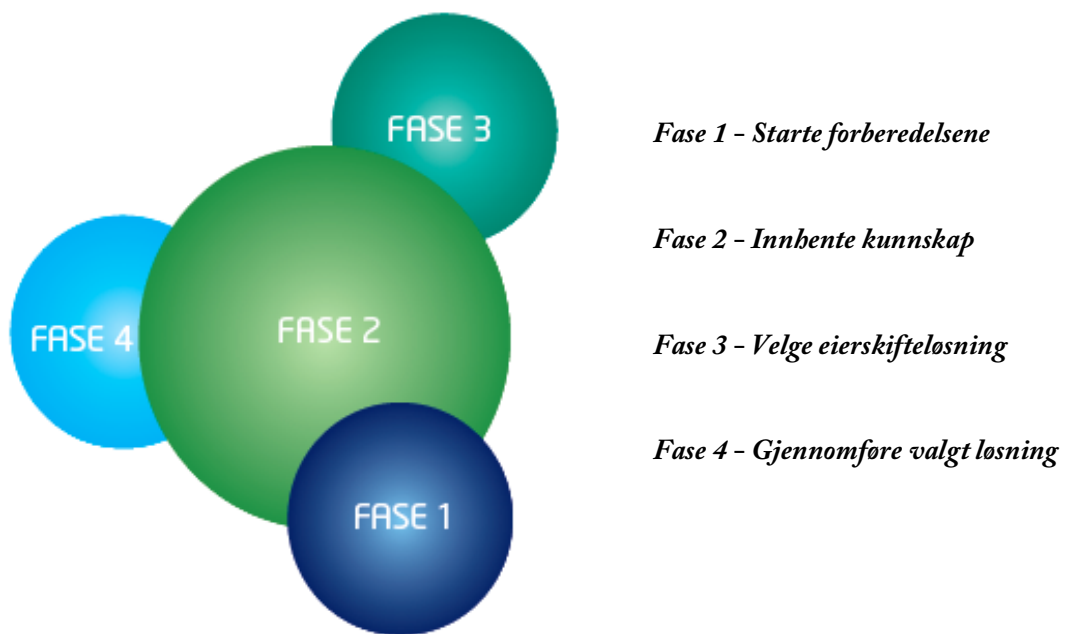 FASE 3
FASE 4
FASE 2
FASE 1
Fase 1 - Starte forberedelsene
Fase 2 - Innhente kunnskap
Fase 3 - Velge eierskifteløsning
Fase 4 - Gjennomføre valgt løsning